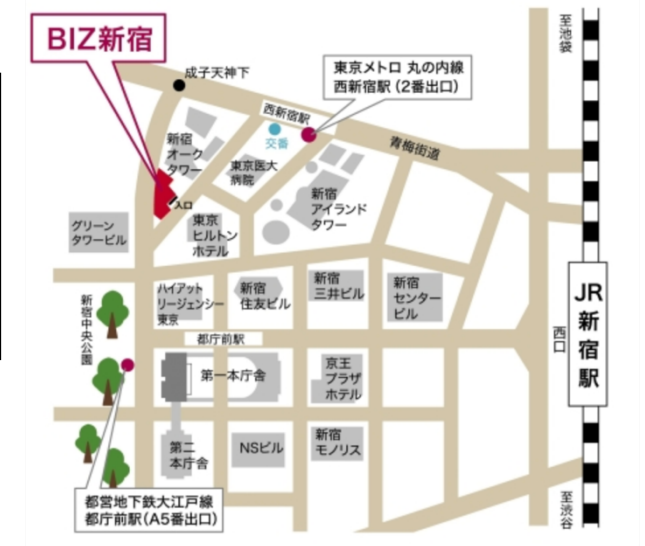 BIZ新宿
成子天神下
至池袋
東京メトロ 丸の内線
西新宿駅(2番出口)
西新宿駅
交番
青梅街道
新宿
オーク
タワー
東京医大
病院
入口
新宿
アイランド
タワー
グリーン
タワービル
東京
ヒルトン
ホテル
ハイアット
リージェンシー
東京
新宿
住友ビル
新宿
三井ビル
新宿
センター
ビル
JR新宿駅
西口
新宿中央公園
都庁前駅
第一本庁舎
京王
プラザ
ホテル
第二
本庁舎
NSビル
新宿
モノリス
都営地下鉄大江戸線
都庁前駅(A5番出口)
至渋谷